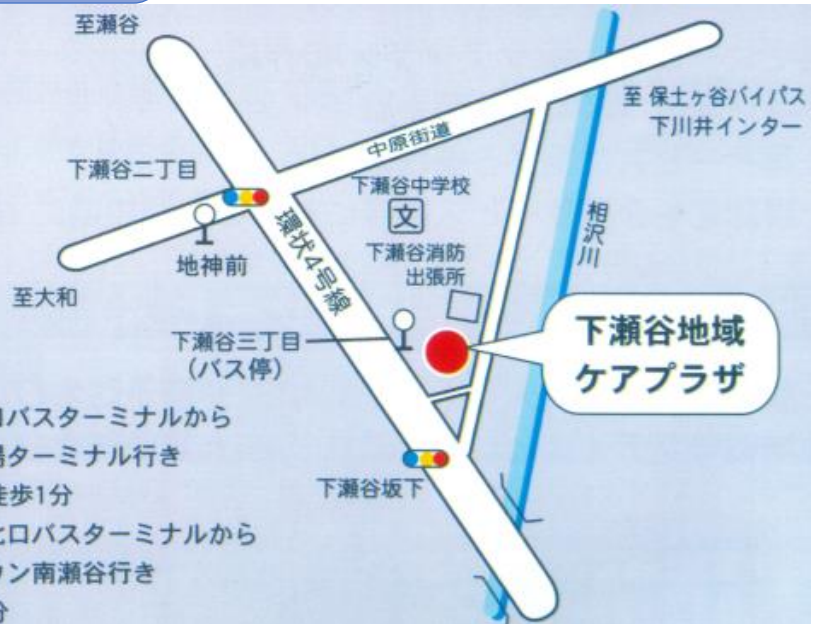 至瀬谷
至 保土ヶ谷バイパス
下川井インター
中原街道
下瀬谷二丁目
下瀬谷中学校
文
相沢川
環状4号線
下瀬谷消防
出張所
地神前
至大和
下瀬谷三丁目
(バス停)
下瀬谷地域
ケアプラザ
バスターミナルから
ターミナル行き
徒歩1分
下瀬谷坂下
口バスターミナルから
ン南瀬谷行き
分